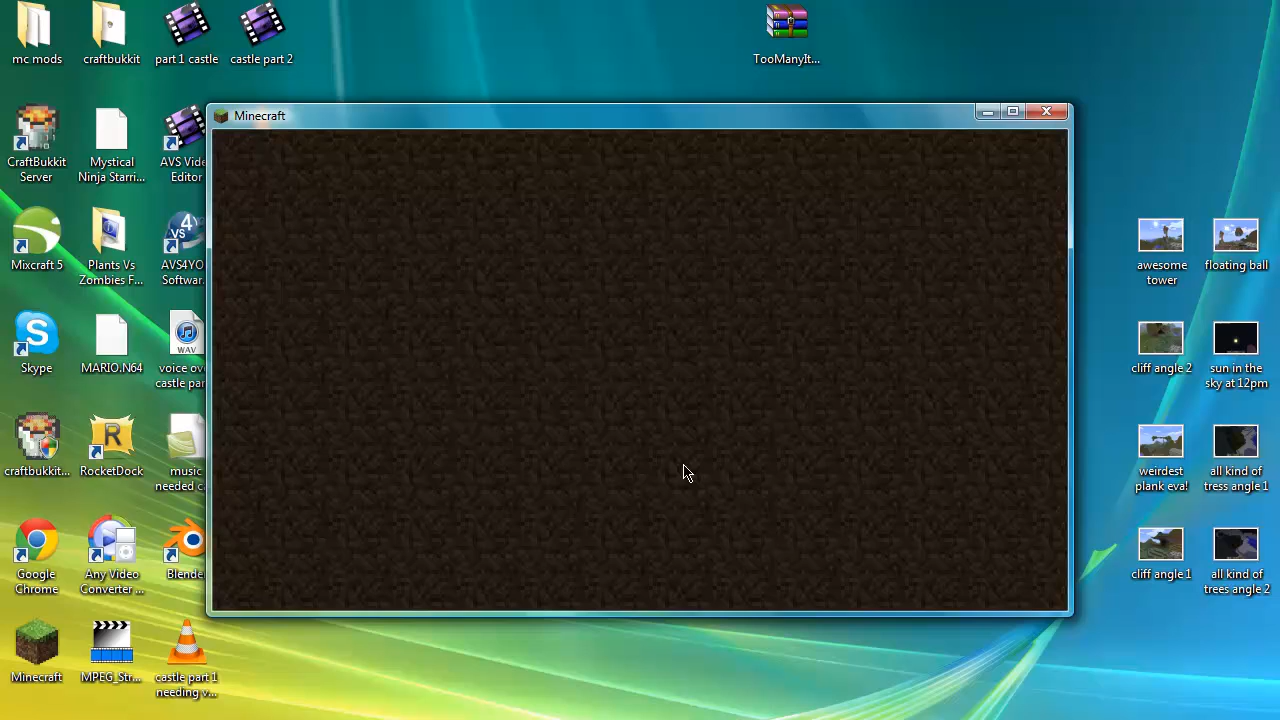 mc mods
craftbukkit
part 1 castle
castle part 2
TooManyIt...
Minecraft
CraftBukkit
Server
Mystical
Ninja Starri...
AVS Vide
Editor
Mixcraft 5
Plants Vs
Zombies F...
AVS4YO
Softwar
awesome
tower
floating ball
Skype
MARIO.N64
WAV
voice ov
castle par
cliff angle 2
sun in the
sky at 12pm
craftbukkit...
RocketDock
music
needed c
weirdest
plank eva!
all kind of
tress angle 1
Google
Chrome
Any Video
Converter ...
Blende
cliff angle 1
all kind of
trees angle 2
Minecraft
MPEG_Str...
castle part 1
needing v...